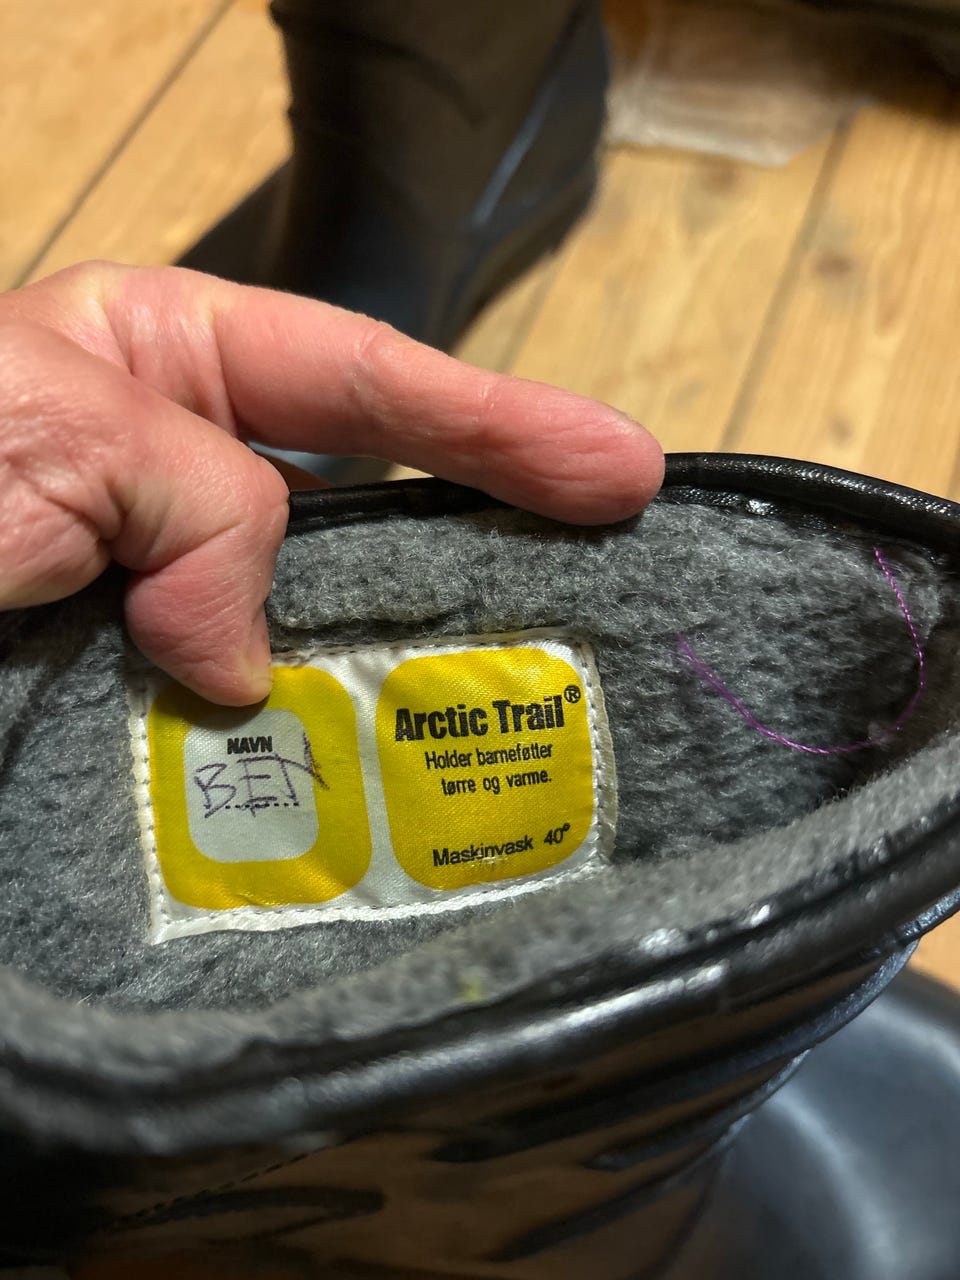 NAVN
BEN
Arctic Trail®
Holder barneføtter
tørre og varme.
Maskinvask 40°